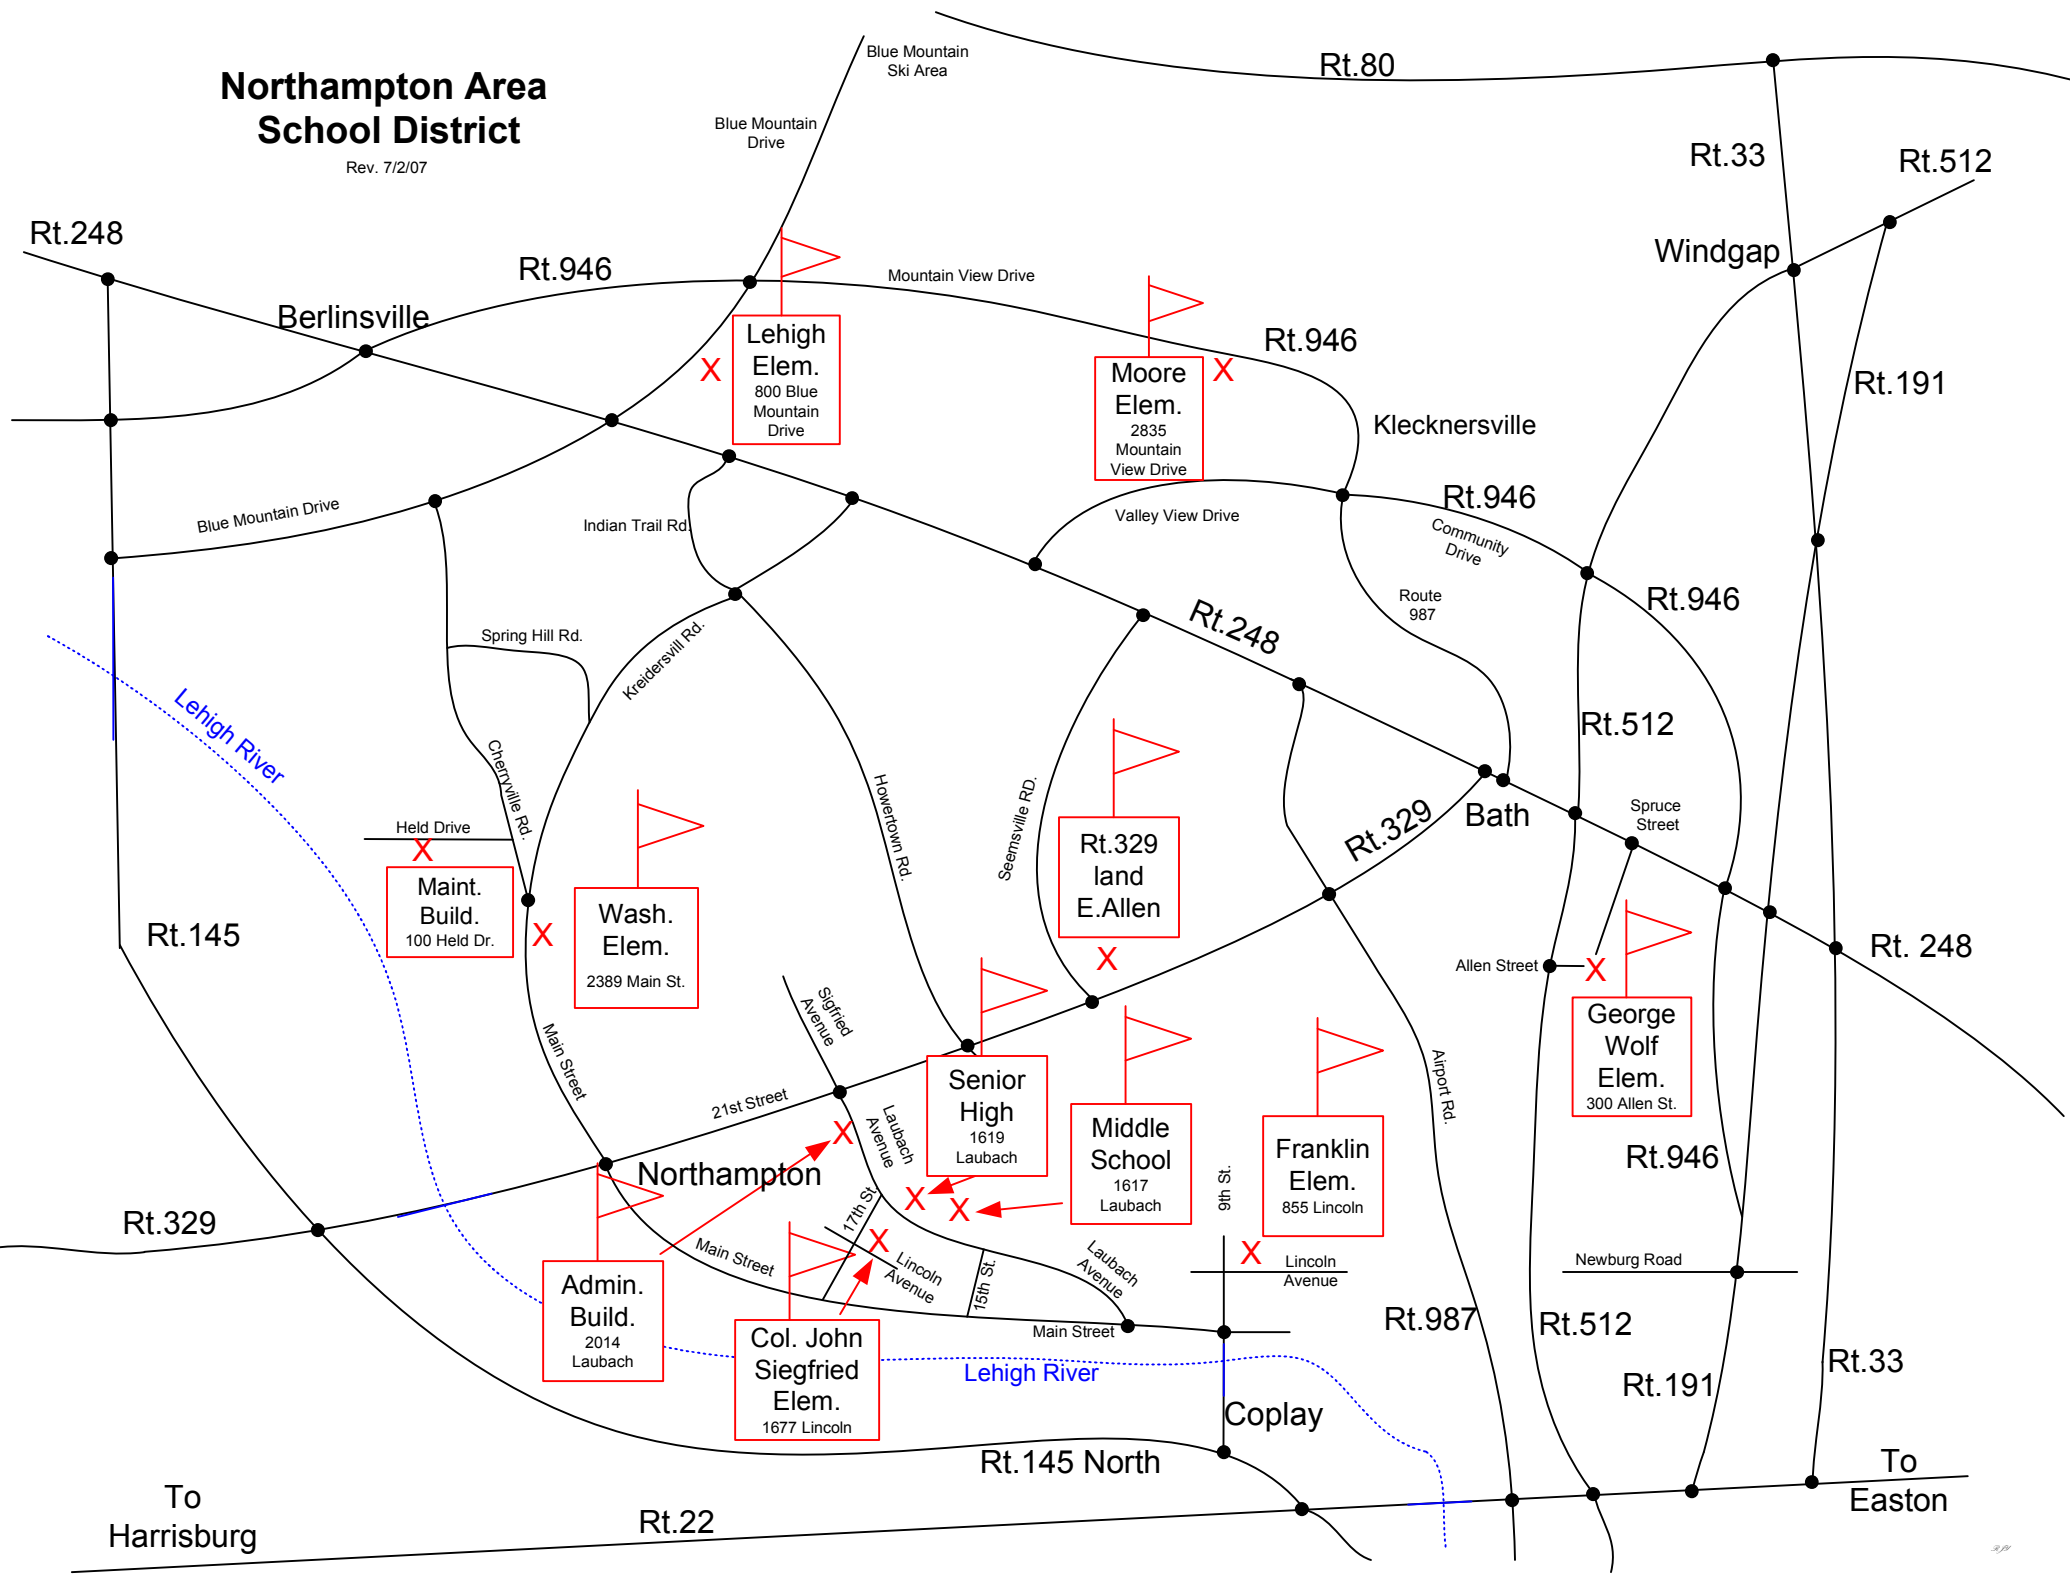 Northampton Area
School District
Rev. 7/2/07
Blue Mountain
Ski Area
Blue Mountain
Drive
Rt.80
Rt.33
Rt.512
Rt.248
Rt.946
Mountain View Drive
Windgap
Berlinsville
Lehigh
Elem.
800 Blue
Mountain
Drive
X
Rt.946
Moore
Elem.
2835
Mountain
View Drive
X
Rt.191
Klecknersville
Blue Mountain Drive
Indian Trail Rd.
Valley View Drive
Rt.946
Community
Drive
Route
987
Rt.946
Spring Hill Rd.
Kreidersvill Rd.
Rt.248
Lehigh River
Rt.512
Cherryville Rd.
Howertown Rd.
Seemsville RD.
Rt.329
land
E.Allen
X
Rt.329
Bath
Spruce
Street
Held Drive
X
Maint.
Build.
100 Held Dr.
X
Wash.
Elem.
2389 Main St.
Rt.145
Rt. 248
Allen Street
X
George
Wolf
Elem.
300 Allen St.
Sigfried
Avenue
Main Street
21st Street
Laubach
Avenue
X
Senior
High
1619
Laubach
Middle
School
1617
Laubach
Airport Rd.
Franklin
Elem.
855 Lincoln
9th St.
Northampton
Rt.946
X
X
17th St.
X
Rt.329
Main Street
Lincoln
Avenue
15th St.
Laubach
Avenue
X
Lincoln
Avenue
Newburg Road
Admin.
Build.
2014
Laubach
Col. John
Siegfried
Elem.
1677 Lincoln
Main Street
Rt.987
Rt.512
Lehigh River
Rt.33
Rt.191
Coplay
Rt.145 North
To
Harrisburg
Rt.22
To
Easton